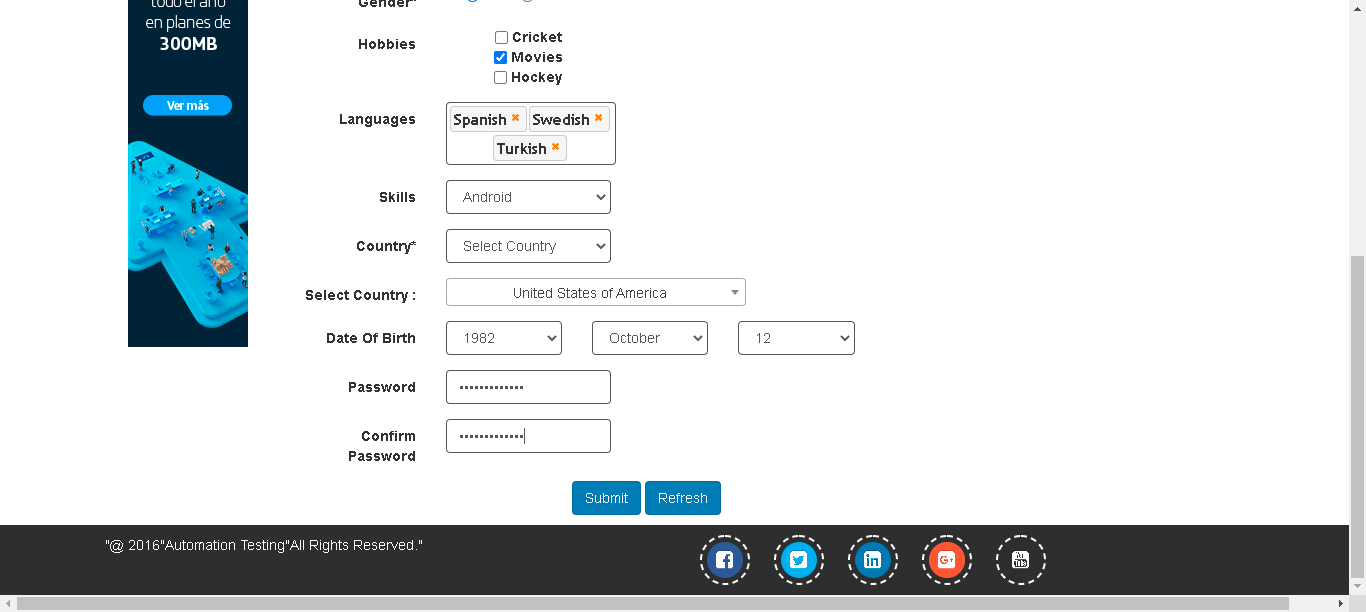 todo el año
en planes de
300MB
Ver más
Gender*
Hobbies
Cricket
Movies
Hockey
Languages
Spanish
Swedish
Turkish
Skills
Android
Country*
Select Country
Select Country :
United States of America
Date Of Birth
1982
October
12
Password
•••••••••••••
Confirm
Password
•••••••••••••
Submit
Refresh
"@ 2016"Automation Testing"All Rights Reserved."